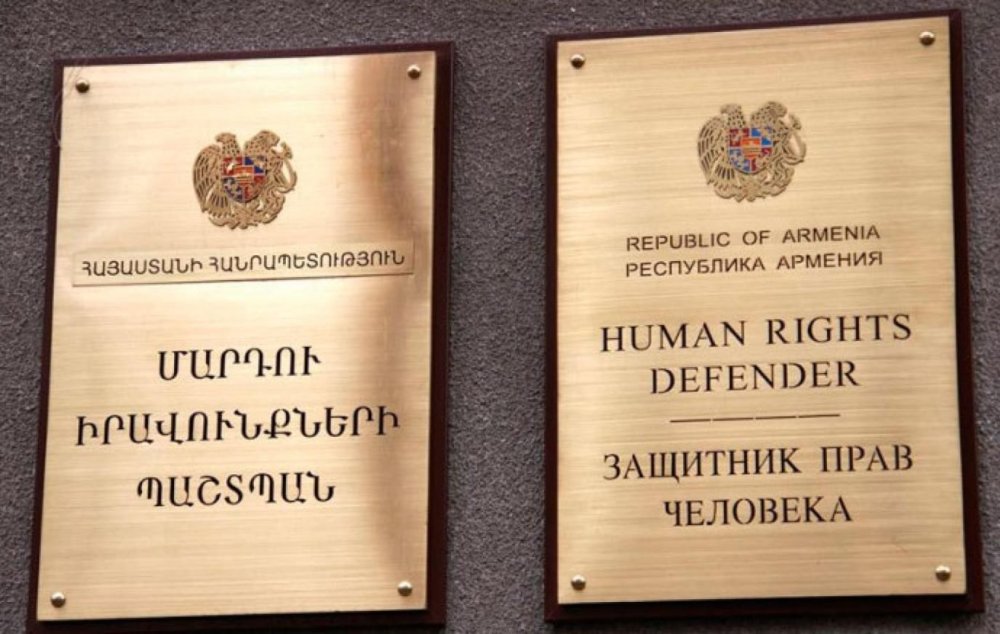 ՀԱՅԱՍՏԱՆԻ ՀԱՆՐԱՊԵՏՈՒԹՅՈՒՆ
ՄԱՐԴՈՒ
ԻՐԱՎՈՒՆՔՆԵՐԻ
ՊԱՇՏՊԱՆ
REPUBLIC OF ARMENIA
РЕСПУБЛИКА АРМЕНИЯ
HUMAN RIGHTS
DEFENDER
ЗАЩИТНИК ПРАВ
ЧЕЛОВЕКА